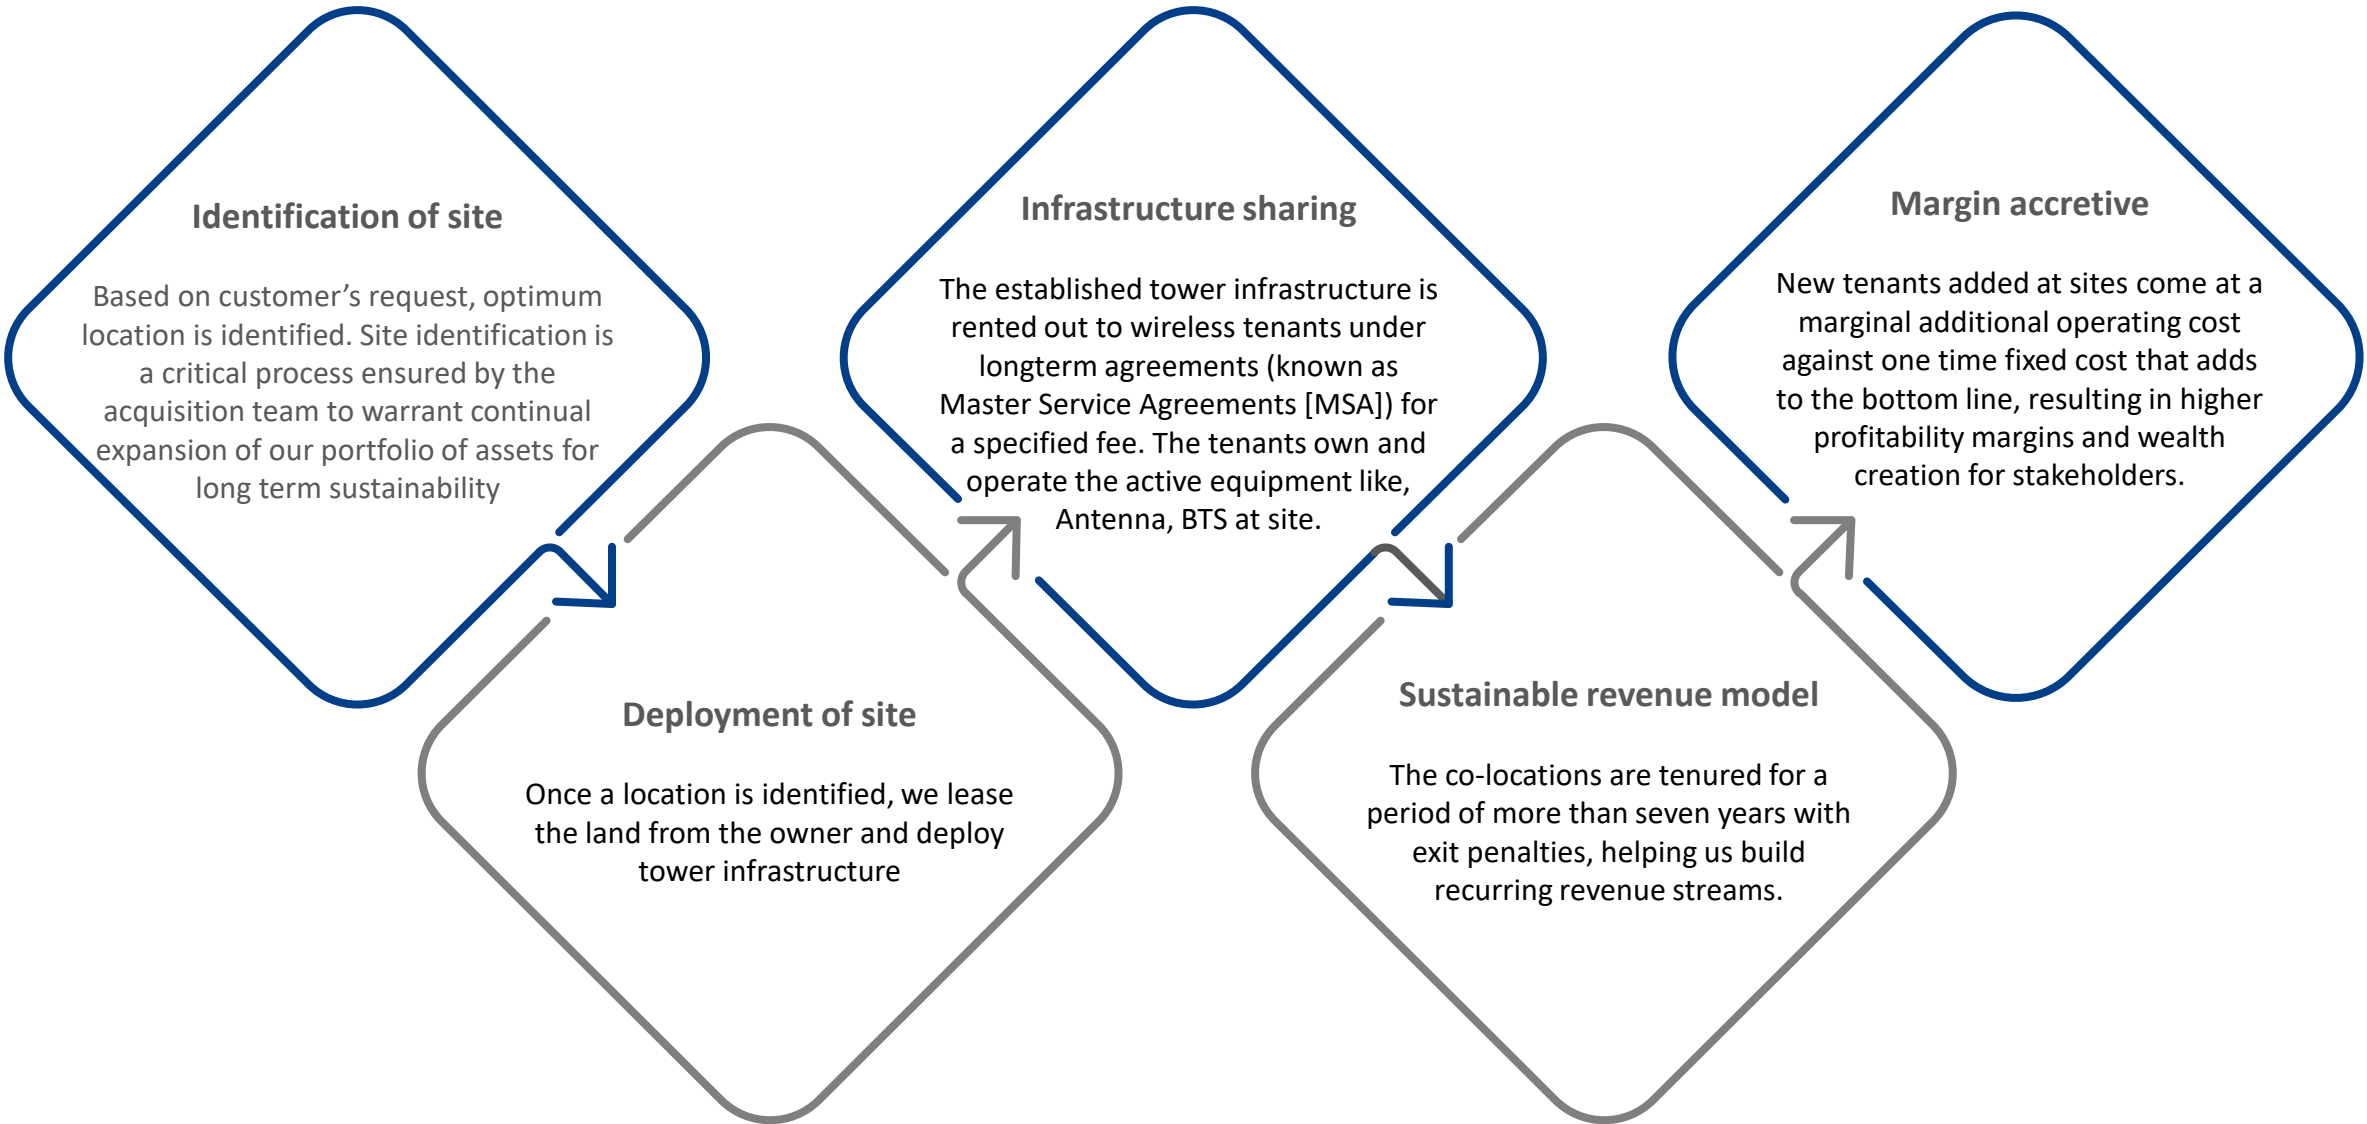 Identification of site
Based on customer’s request, optimum
location is identified. Site identification is
a critical process ensured by the
acquisition team to warrant continual
expansion of our portfolio of assets for
long term sustainability
Deployment of site
Once a location is identified, we lease
the land from the owner and deploy
tower infrastructure
Infrastructure sharing
The established tower infrastructure is
rented out to wireless tenants under
longterm agreements (known as
Master Service Agreements [MSA]) for
a specified fee. The tenants own and
operate the active equipment like,
Antenna, BTS at site.
Sustainable revenue model
The co-locations are tenured for a
period of more than seven years with
exit penalties, helping us build
recurring revenue streams.
Margin accretive
New tenants added at sites come at a
marginal additional operating cost
against one time fixed cost that adds
to the bottom line, resulting in higher
profitability margins and wealth
creation for stakeholders.